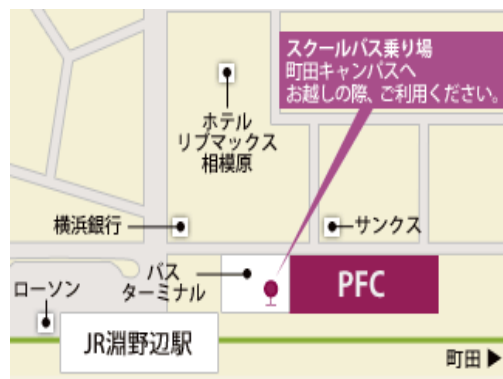 スクールバス乗り場
町田キャンパスへ
お越しの際、ご利用ください。
ホテル
リブマックス
相模原
横浜銀行
サンクス
バス
ターミナル
PFC
ローソン
JR淵野辺駅
町田▶